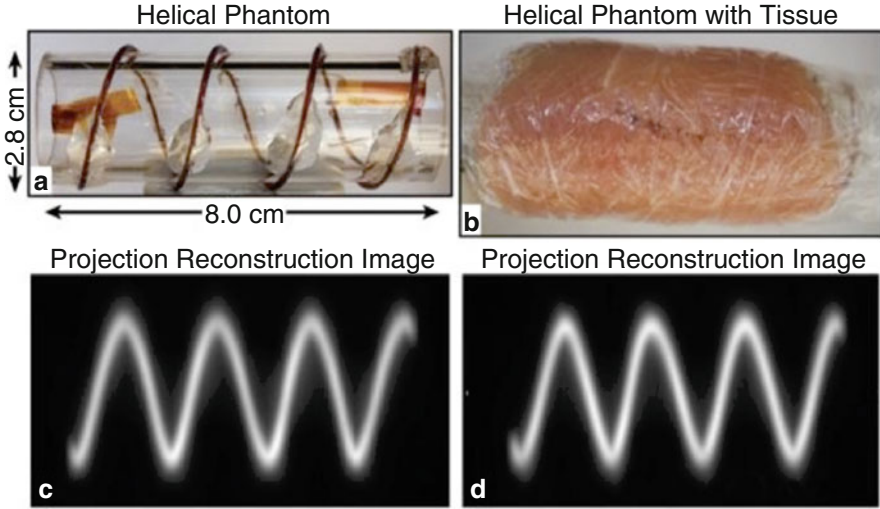 Helical Phantom
Helical Phantom with Tissue
2.8 cm
a
8.0 cm
b
Projection Reconstruction Image
Projection Reconstruction Image
c
d